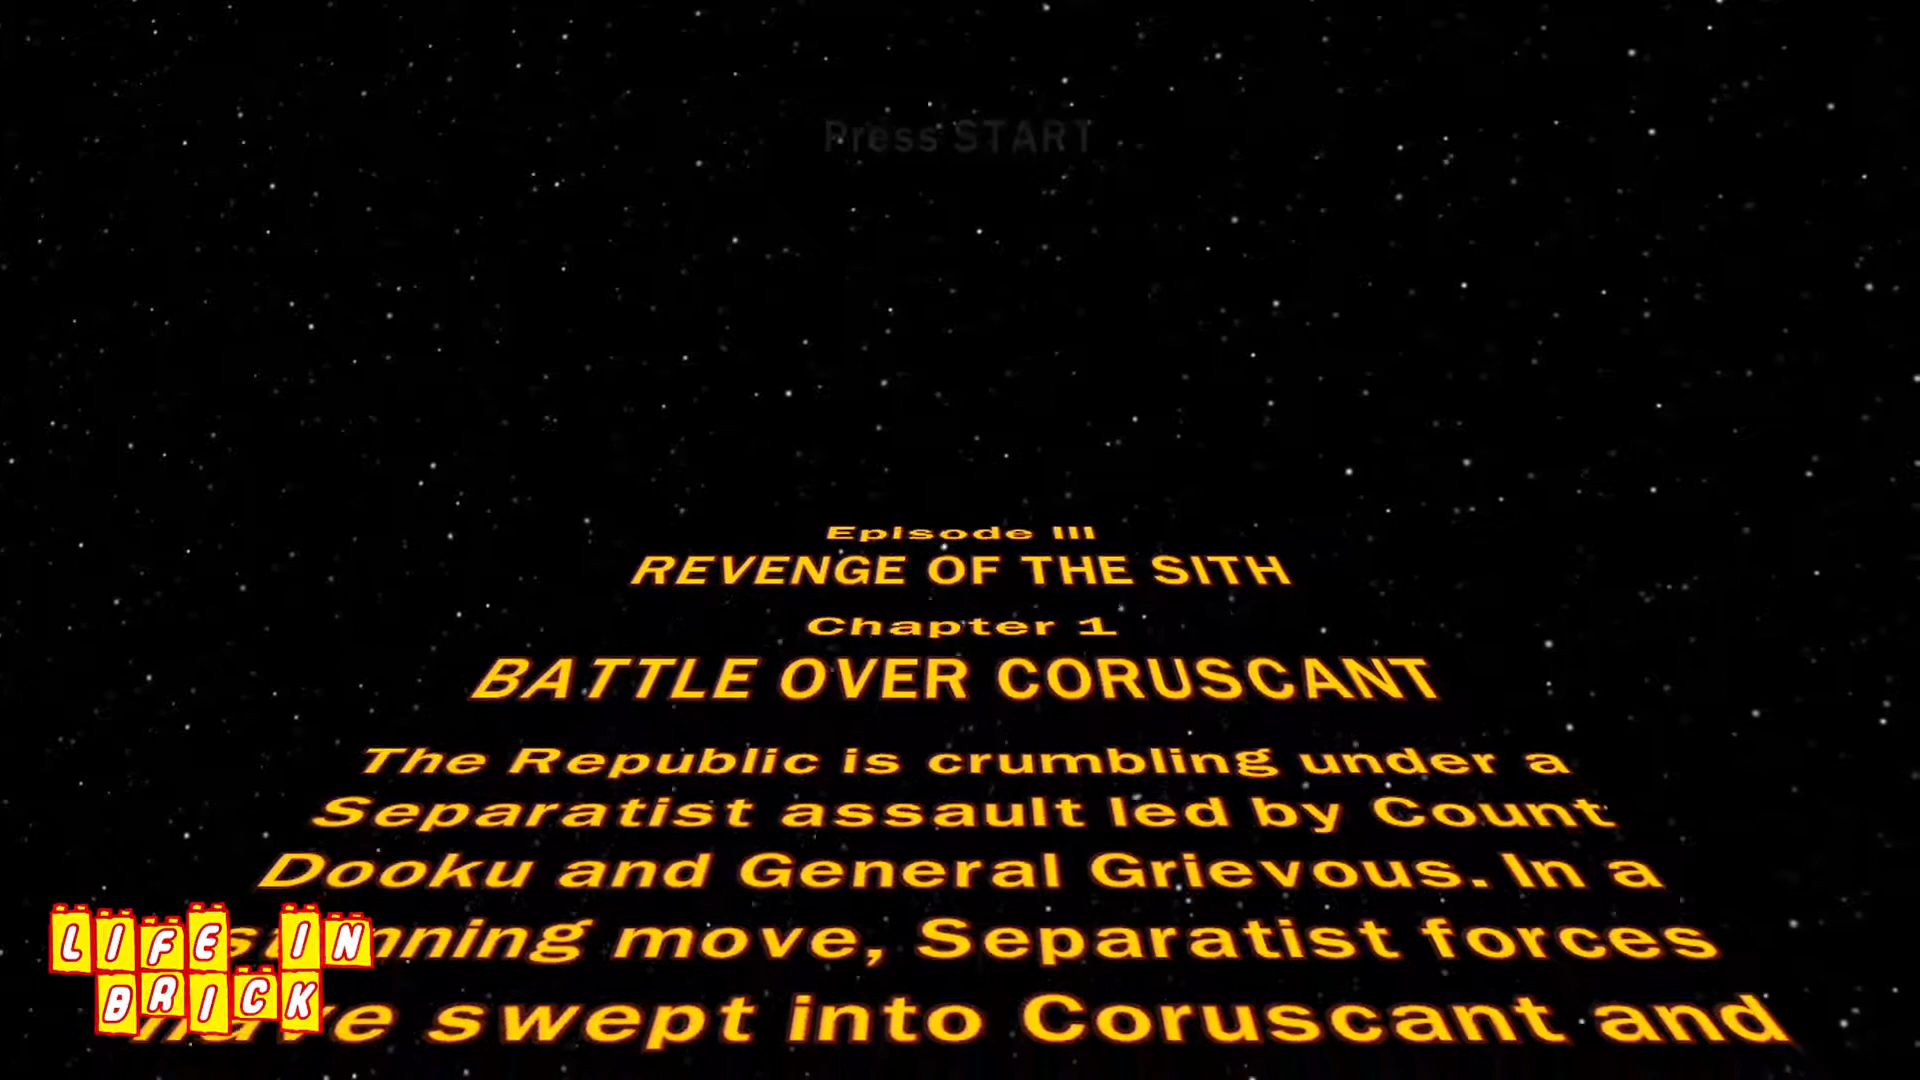 Press START
Episode III
REVENGE OF THE SITH
Chapter 1
BATTLE OVER CORUSCANT
The Republic is crumbling under a
Separatist assault led by Count
Dooku and General Grievous. In a
stunning move, Separatist forces
have swept into Coruscant and
LIFE IN
BRICK